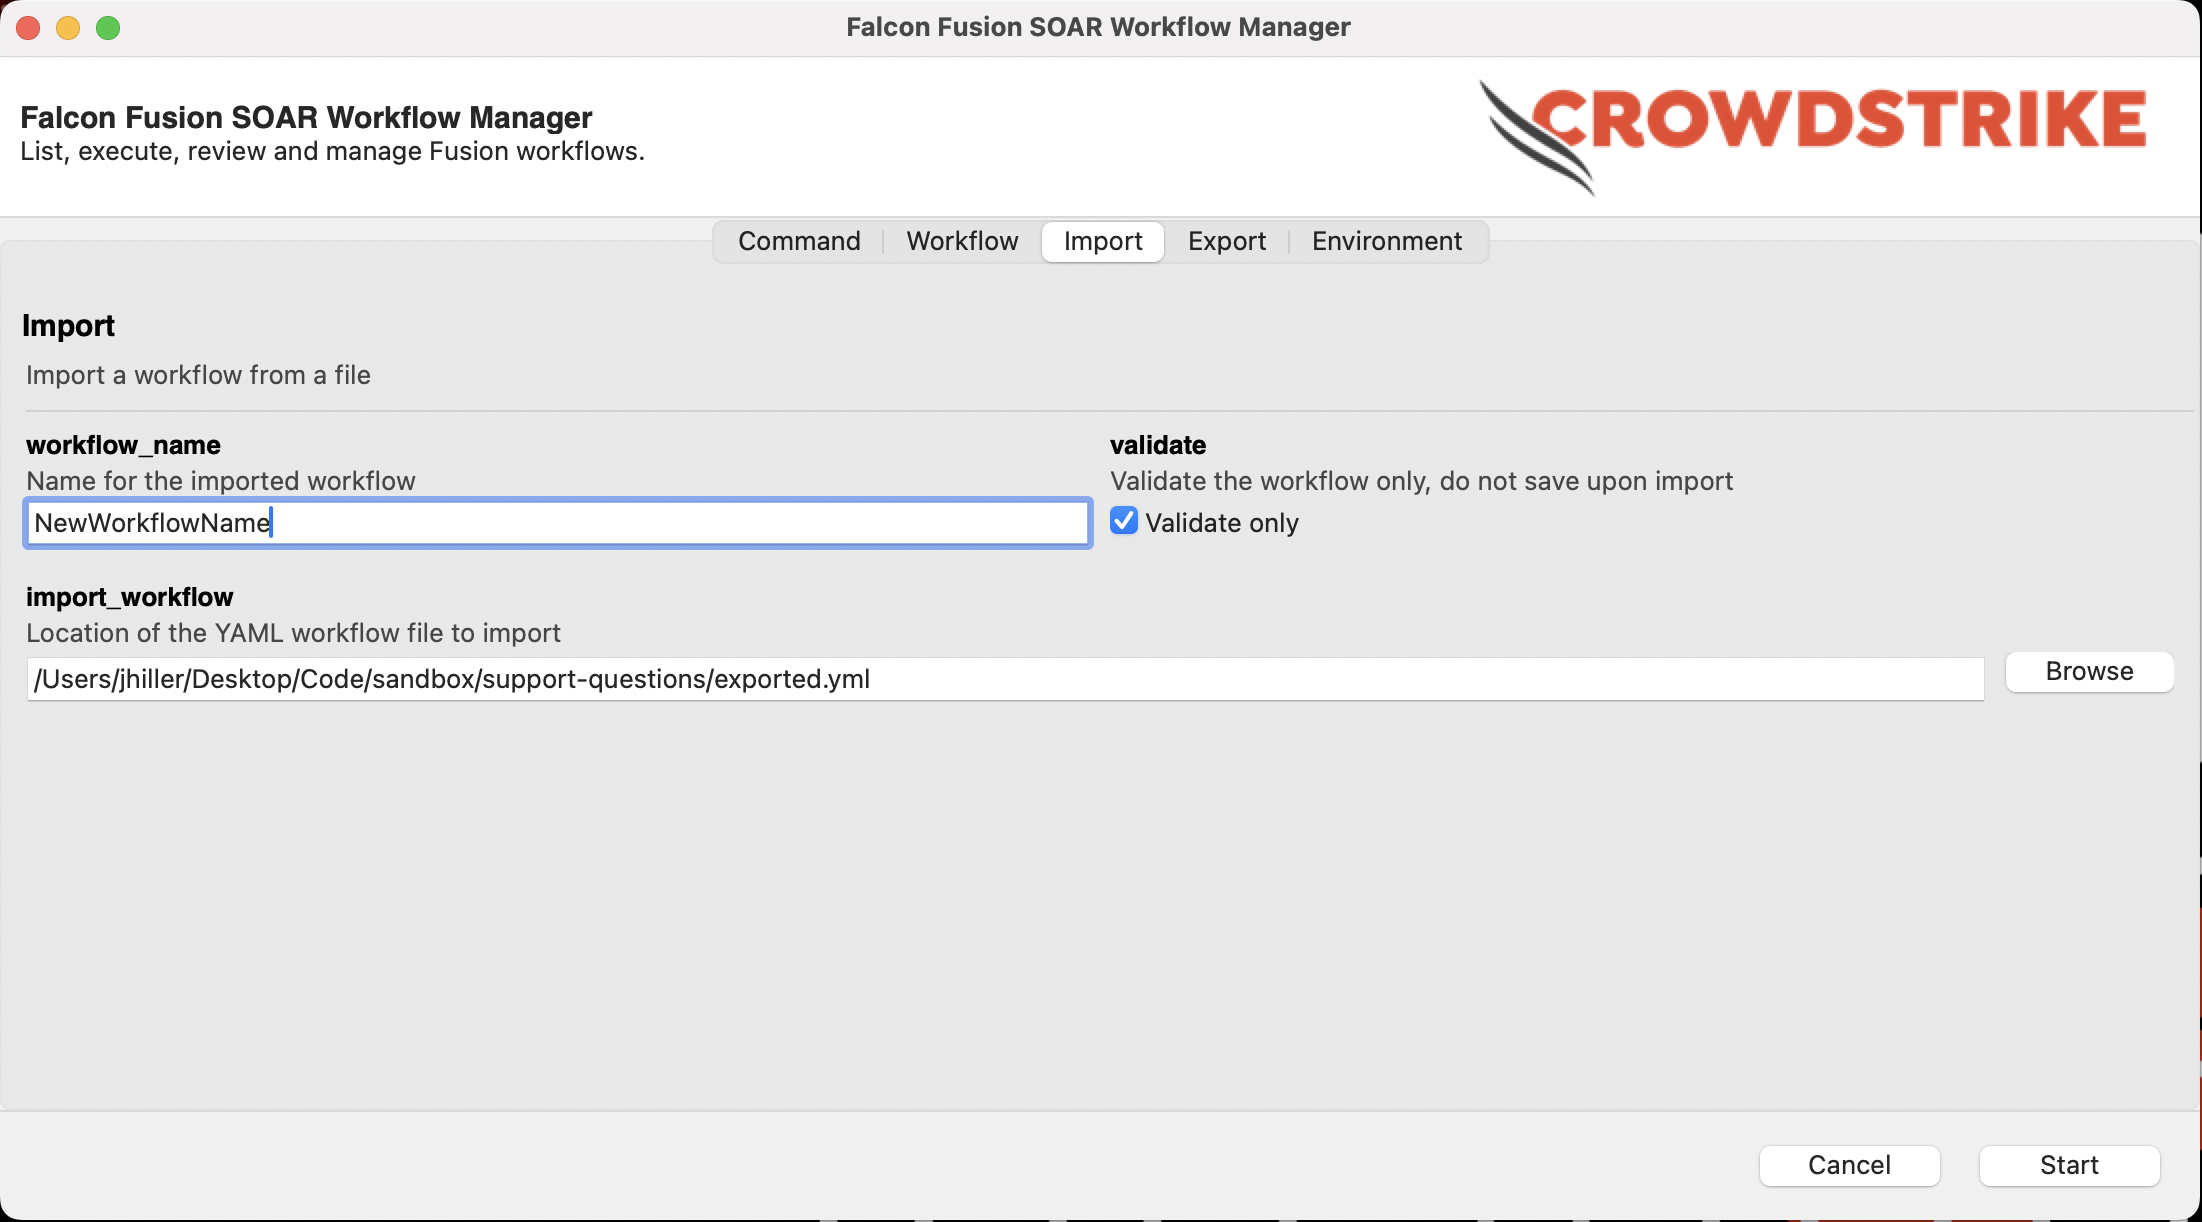 Falcon Fusion SOAR Workflow Manager
Falcon Fusion SOAR Workflow Manager
List, execute, review and manage Fusion workflows.
CROWDSTRIKE
Command Workflow Import Export Environment
Import
Import a workflow from a file
workflow_name
Name for the imported workflow
NewWorkflowName
validate
Validate the workflow only, do not save upon import
Validate only
import_workflow
Location of the YAML workflow file to import
/Users/jhiller/Desktop/Code/sandbox/support-questions/exported.yml
Browse
Cancel Start